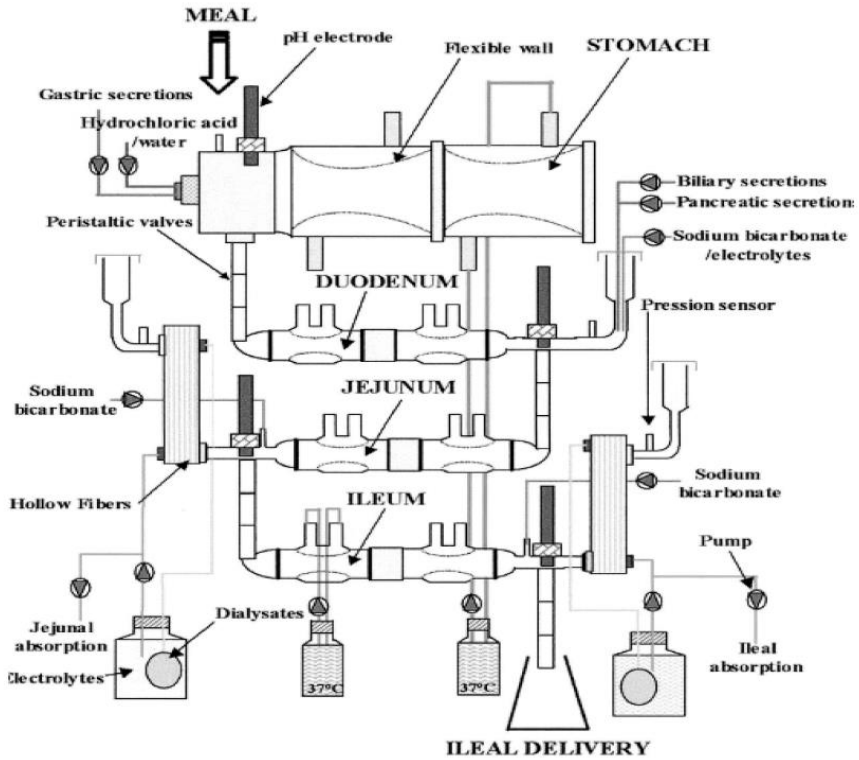 MEAL
pH electrode
Flexible wall
STOMACH
Gastric secretions
Hydrochloric acid
/water
Biliary secretions
Pancreatic secretion
Peristaltic valves
Sodium bicarbonate
/electrolytes
DUODENUM
Pression sensor
JEJUNUM
Sodium
bicarbonate
Sodium
bicarbonate
ILEUM
Hollow Fibers
Pump
Dialysates
Jejunal
absorption
Ileal
absorption
Electrolytes
37°C
37°C
ILEAL DELIVERY